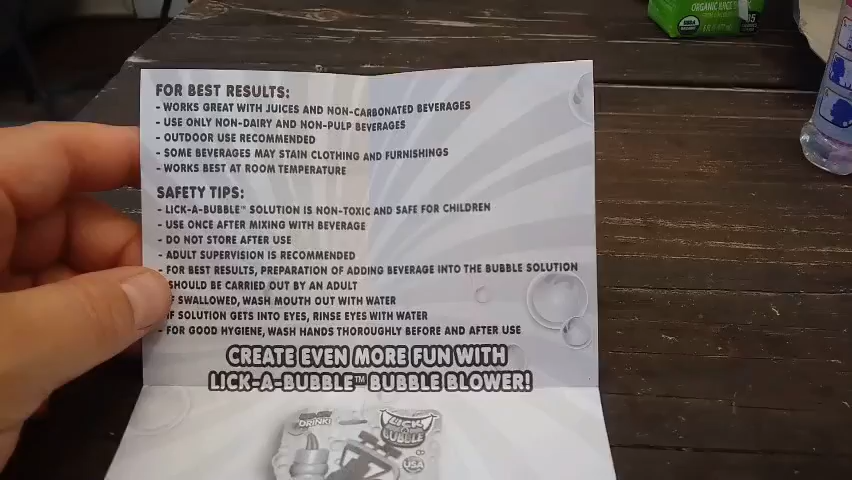 ORGANIC
USDA
FOR BEST RESULTS:
- WORKS GREAT WITH JUICES AND NON-CARBONATED BEVERAGES
- USE ONLY NON-DAIRY AND NON-PULP BEVERAGES
- OUTDOOR USE RECOMMENDED
- SOME BEVERAGES MAY STAIN CLOTHING AND FURNISHINGS
- WORKS BEST AT ROOM TEMPERATURE
SAFETY TIPS:
- LICK-A-BUBBLE™ SOLUTION IS NON-TOXIC AND SAFE FOR CHILDREN
- USE ONCE AFTER MIXING WITH BEVERAGE
- DO NOT STORE AFTER USE
- ADULT SUPERVISION IS RECOMMENDED
- FOR BEST RESULTS, PREPARATION OF ADDING BEVERAGE INTO THE BUBBLE SOLUTION
SHOULD BE CARRIED OUT BY AN ADULT
IF SWALLOWED, WASH MOUTH OUT WITH WATER
IF SOLUTION GETS INTO EYES, RINSE EYES WITH WATER
- FOR GOOD HYGIENE, WASH HANDS THOROUGHLY BEFORE AND AFTER USE
CREATE EVEN MORE FUN WITH
LICK-A-BUBBLE™ BUBBLE BLOWER!
DRINK!
LICK
A
BUBBLE
USA